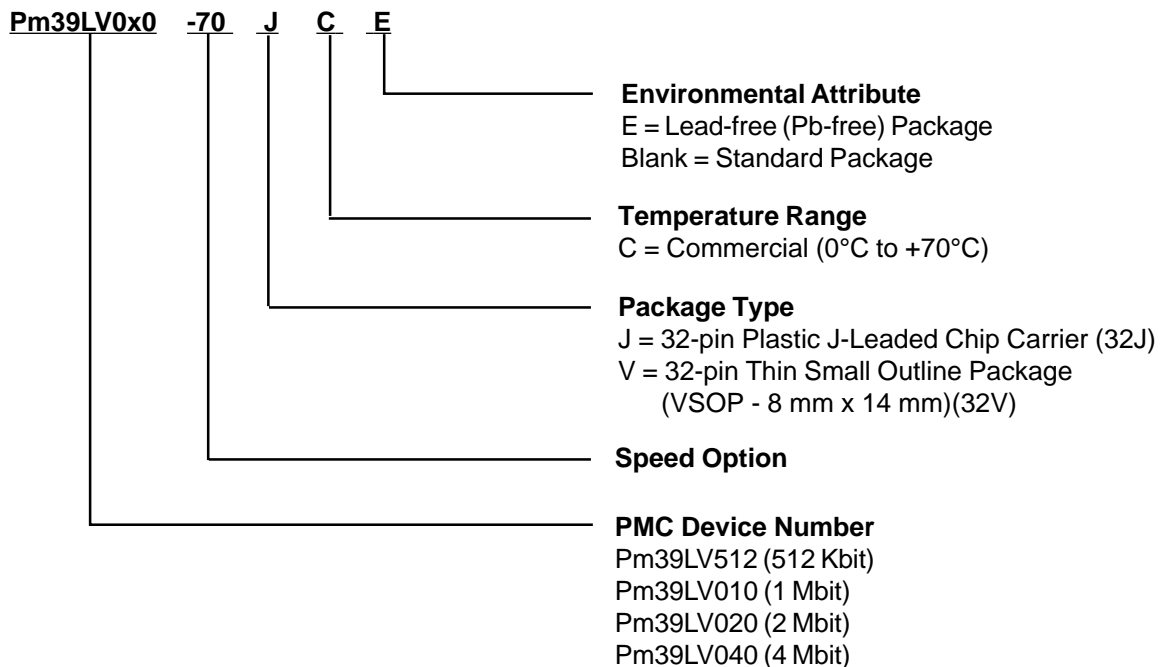 Pm39LV0x0 -70 J C E
Environmental Attribute
E = Lead-free (Pb-free) Package
Blank = Standard Package
Temperature Range
C = Commercial (0°C to +70°C)
Package Type
J = 32-pin Plastic J-Leaded Chip Carrier (32J)
V = 32-pin Thin Small Outline Package
(VSOP - 8 mm x 14 mm)(32V)
Speed Option
PMC Device Number
Pm39LV512 (512 Kbit)
Pm39LV010 (1 Mbit)
Pm39LV020 (2 Mbit)
Pm39LV040 (4 Mbit)